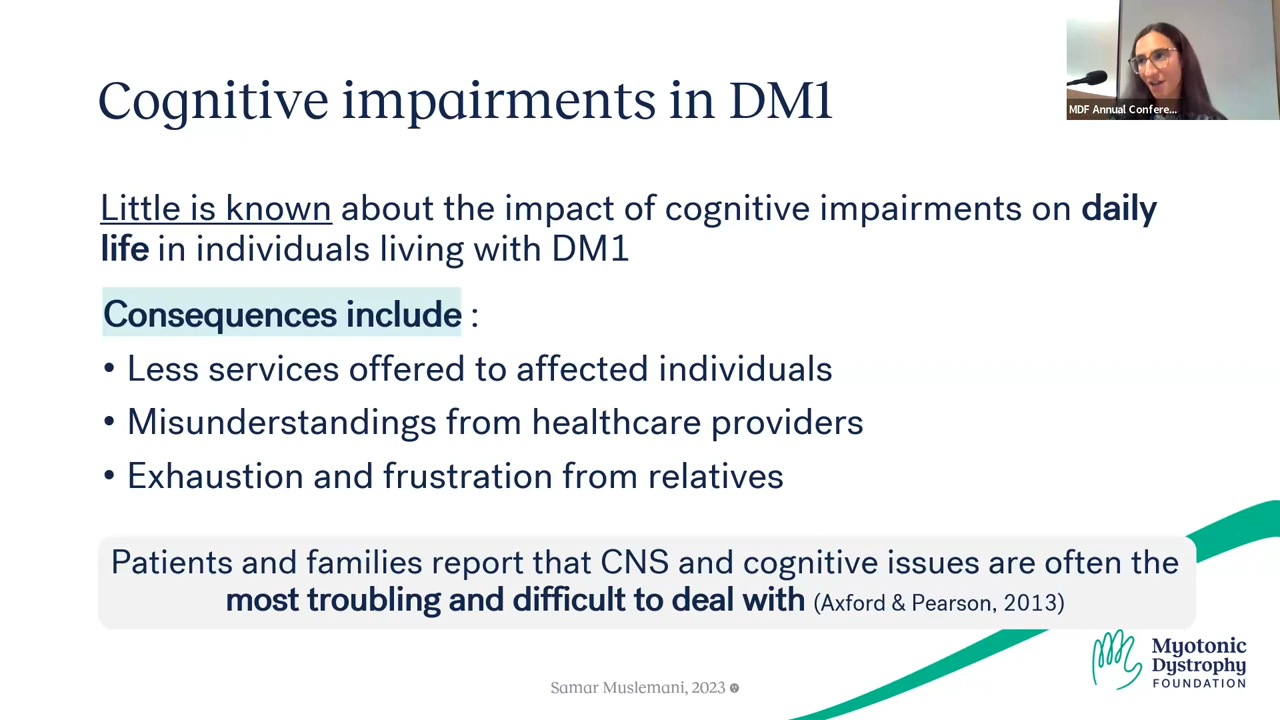 MDF Annual Confere...
Cognitive impairments in DM1
Little is known about the impact of cognitive impairments on daily
life in individuals living with DM1
Consequences include :
• Less services offered to affected individuals
• Misunderstandings from healthcare providers
• Exhaustion and frustration from relatives
Patients and families report that CNS and cognitive issues are often the
most troubling and difficult to deal with (Axford & Pearson, 2013)
Myotonic
Dystrophy
FOUNDATION
Samar Muslemani, 2023